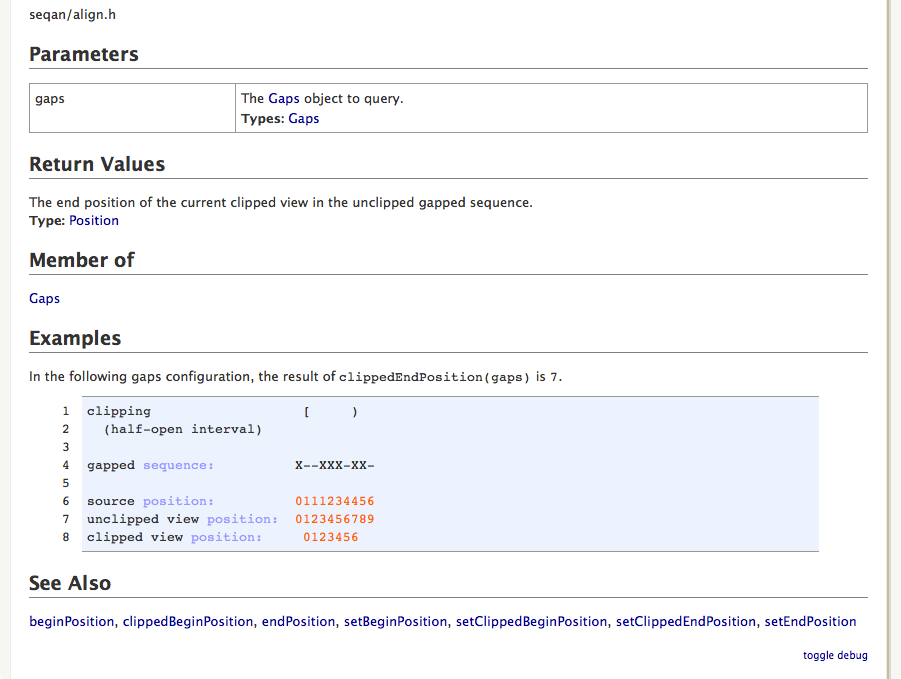 seqan/align.h
Parameters
gaps The Gaps object to query.
Types: Gaps
Return Values
The end position of the current clipped view in the unclipped gapped sequence.
Type: Position
Member of
Gaps
Examples
In the following gaps configuration, the result of clippedEndPosition(gaps) is 7.
1 clipping                   [     )
2   (half-open interval)
3
4 gapped sequence:          X--XXX-XX-
5
6 source position:          0111234456
7 unclipped view position:  0123456789
8 clipped view position:     0123456
See Also
beginPosition, clippedBeginPosition, endPosition, setBeginPosition, setClippedBeginPosition, setClippedEndPosition, setEndPosition
toggle debug